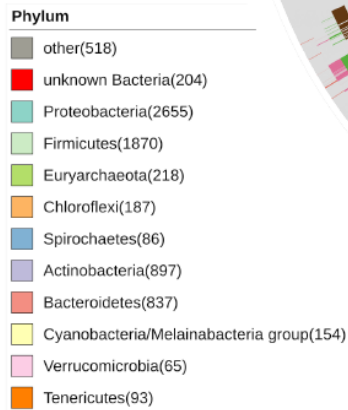 Phylum
other(518)
unknown Bacteria(204)
Proteobacteria(2655)
Firmicutes(1870)
Euryarchaeota(218)
Chloroflexi(187)
Spirochaetes(86)
Actinobacteria(897)
Bacteroidetes(837)
Cyanobacteria/Melainabacteria group(154)
Verrucomicrobia(65)
Tenericutes(93)